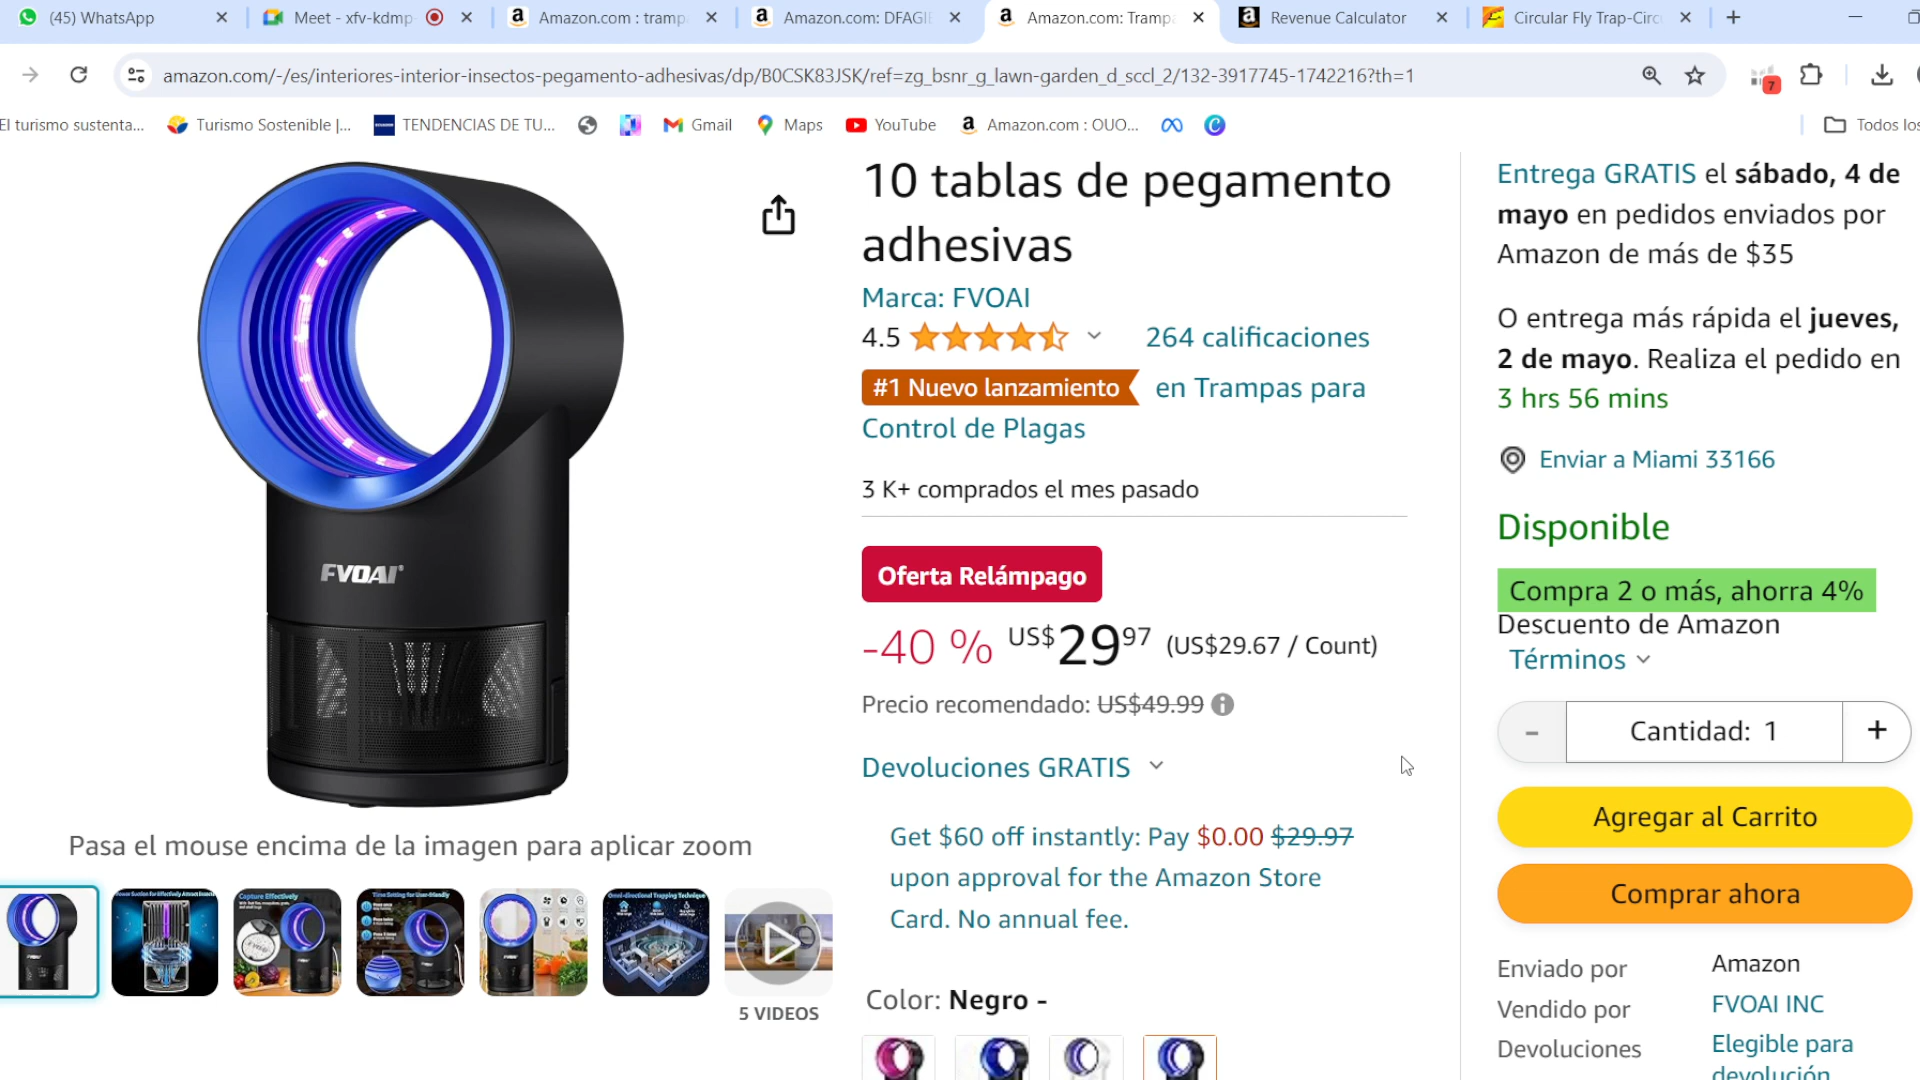 (45) WhatsApp
Meet - xfv-kdmp
Amazon.com : tramp
Amazon.com: DFAGI
Amazon.com: Trampa
Revenue Calculator
Circular Fly Trap-Circ
amazon.com/-/es/interiores-interior-insectos-pegamento-adhesivas/dp/B0CSK83JSK/ref=zg_bsnr_g_lawn-garden_d_sccl_2/132-3917745-1742216?th=1
7
El turismo sustenta...
Turismo Sostenible |...
TENDENCIAS DE TU...
Gmail
Maps
YouTube
Amazon.com : OUO...
Todos los
10 tablas de pegamento
adhesivas
Marca: FVOAI
4.5
264 calificaciones
#1 Nuevo lanzamiento en Trampas para
Control de Plagas
3 K+ comprados el mes pasado
Oferta Relámpago
-40 % US$29 97 (US$29.67 / Count)
Precio recomendado: US$49.99
Devoluciones GRATIS
Get $60 off instantly: Pay $0.00 $29.97
upon approval for the Amazon Store
Card. No annual fee.
Color: Negro -
FVOAI
Pasa el mouse encima de la imagen para aplicar zoom
Capture Effectively
Omni-directional Trapping Technique
5 VIDEOS
Entrega GRATIS el sábado, 4 de
mayo en pedidos enviados por
Amazon de más de $35
O entrega más rápida el jueves,
2 de mayo. Realiza el pedido en
3 hrs 56 mins
Enviar a Miami 33166
Disponible
Compra 2 o más, ahorra 4%
Descuento de Amazon
Términos
- Cantidad: 1 +
Agregar al Carrito
Comprar ahora
Enviado por Amazon
Vendido por FVOAI INC
Devoluciones Elegible para
devolución